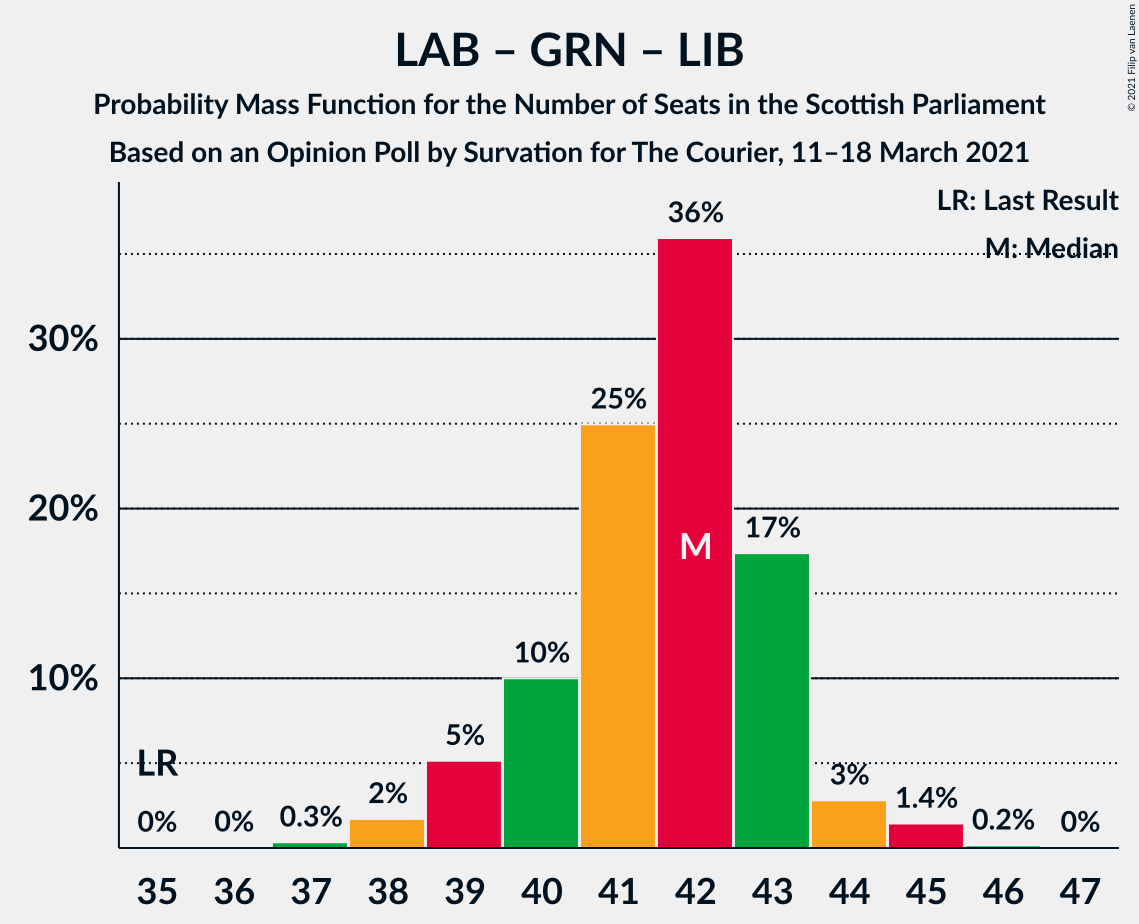 LAB – GRN – LIB
Probability Mass Function for the Number of Seats in the Scottish Parliament
Based on an Opinion Poll by Survation for The Courier, 11–18 March 2021
© 2021 Filip van Laenen
LR: Last Result
M: Median
36%
30%
25%
20%
17%
M
10%
10%
5%
LR
3%
2%
1.4%
0.3%
0.2%
0%
0%
0%
35 36 37 38 39 40 41 42 43 44 45 46 47